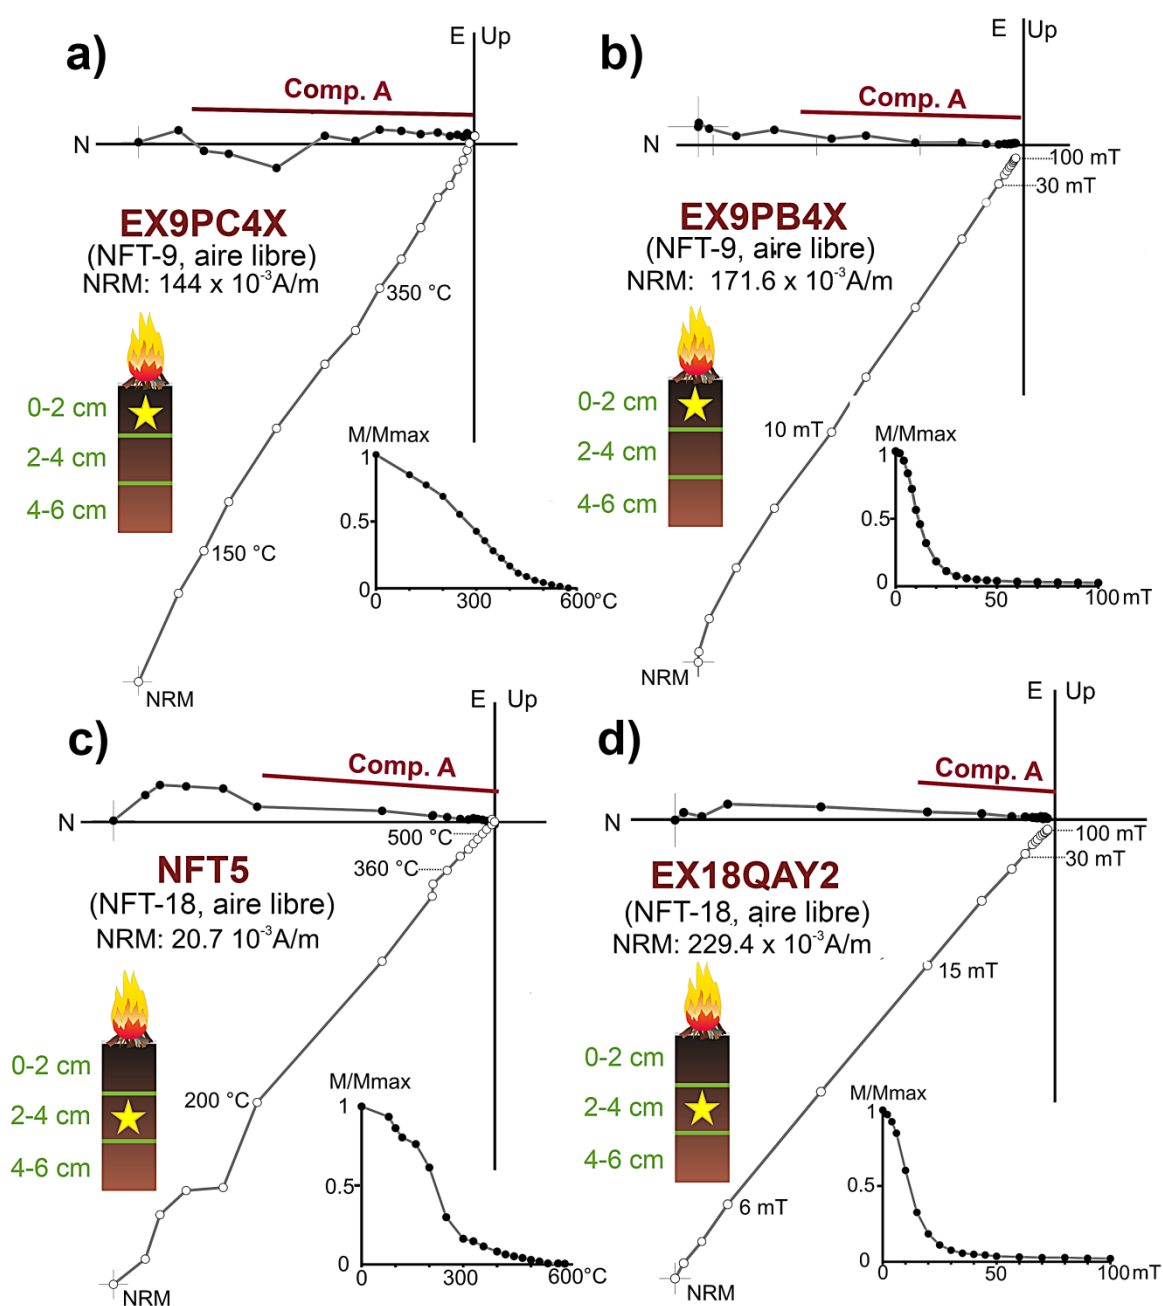 a)
E Up
Comp. A
N
EX9PC4X
(NFT-9, aire libre)
NRM: 144 x 10-3A/m
350 °C
0-2 cm
2-4 cm
4-6 cm
150 °C
NRM
M/Mmax
1
0.5
0
0 300 600°C
b)
E Up
Comp. A
N
100 mT
30 mT
EX9PB4X
(NFT-9, aire libre)
NRM: 171.6 x 10-3A/m
0-2 cm
2-4 cm
4-6 cm
10 mT
NRM
M/Mmax
1
0.5
0
0 50 100 mT
c)
E Up
Comp. A
N
500 °C
360 °C
NFT5
(NFT-18, aire libre)
NRM: 20.7 10-3A/m
0-2 cm
2-4 cm
4-6 cm
200 °C
NRM
M/Mmax
1
0.5
0
0 300 600°C
d)
E Up
Comp. A
N
100 mT
30 mT
EX18QAY2
(NFT-18, aire libre)
NRM: 229.4 x 10-3A/m
15 mT
0-2 cm
2-4 cm
4-6 cm
6 mT
NRM
M/Mmax
1
0.5
0
0 50 100 mT